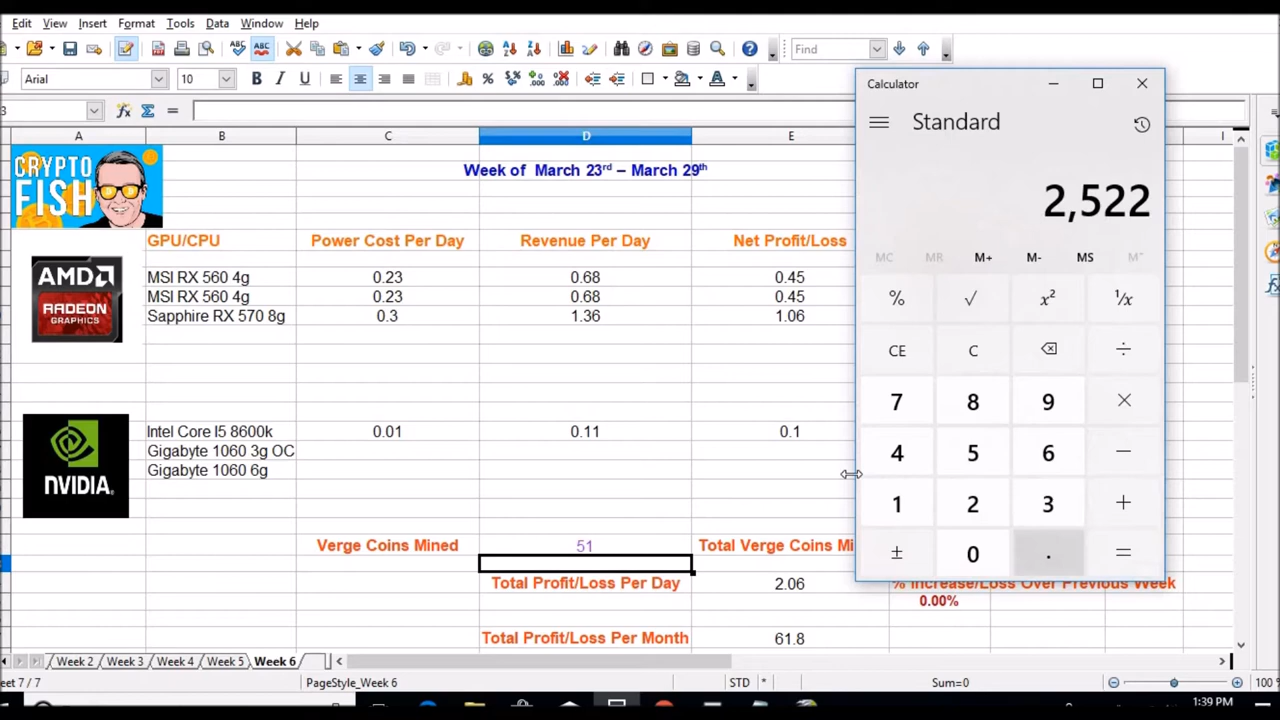 Edit View Insert Format Tools Data Window Help
Find
Arial 10 B I U A
3
A B C D E I
CRYPTO
FISH
Week of March 23rd – March 29th
GPU/CPU Power Cost Per Day Revenue Per Day Net Profit/Loss
AMD
RADEON
GRAPHICS
MSI RX 560 4g 0.23 0.68 0.45
MSI RX 560 4g 0.23 0.68 0.45
Sapphire RX 570 8g 0.3 1.36 1.06
NVIDIA.
Intel Core I5 8600k 0.01 0.11 0.1
Gigabyte 1060 3g OC
Gigabyte 1060 6g
Verge Coins Mined 51 Total Verge Coins Mi
Total Profit/Loss Per Day 2.06 % Increase/Loss Over Previous Week
0.00%
Total Profit/Loss Per Month 61.8
Week 2 Week 3 Week 4 Week 5 Week 6
eet 7 / 7 PageStyle_Week 6 STD * Sum=0 100
1:39 PM
Calculator
Standard
2,522
MC MR M+ M- MS M˅
% √ x² ¹/x
CE C ÷
7 8 9 ×
4 5 6 −
1 2 3 +
± 0 . =